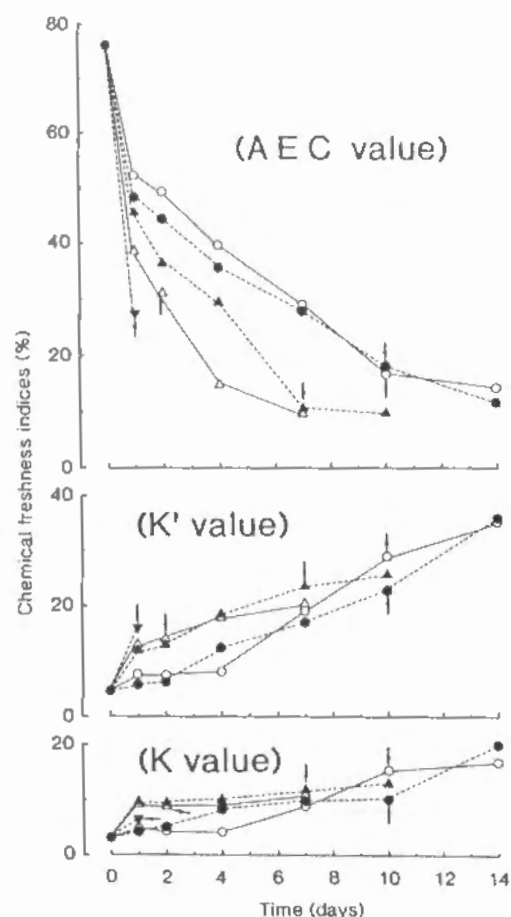 80
60
(AEC value)
40
20
0
Chemical freshness indices (%)
40
(K' value)
20
0
20
(K value)
0
0 2 4 6 8 10 12 14
Time (days)